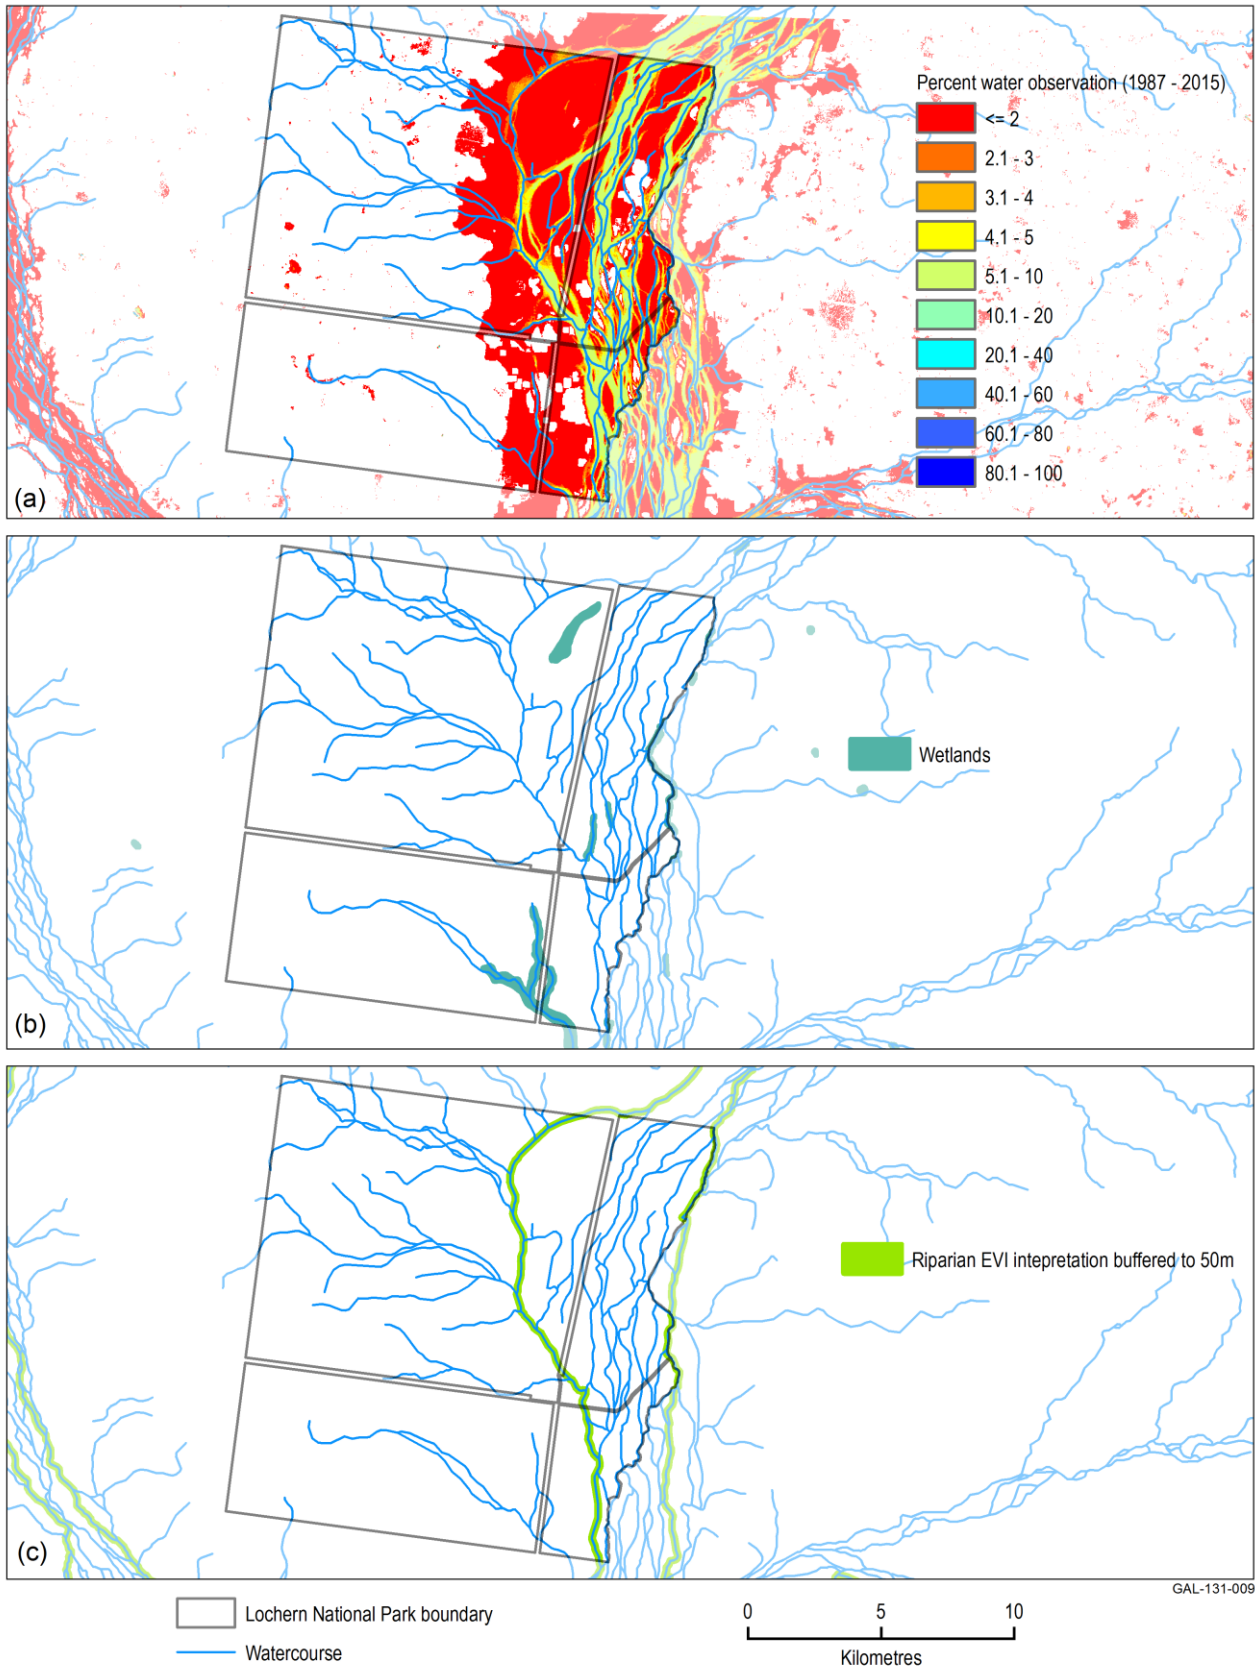 Percent water observation (1987 - 2015)
<= 2
2.1 - 3
3.1 - 4
4.1 - 5
5.1 - 10
10.1 - 20
20.1 - 40
40.1 - 60
60.1 - 80
80.1 - 100
(a)
Wetlands
(b)
Riparian EVI intepretation buffered to 50m
(c)
GAL-131-009
Lochern National Park boundary
Watercourse
0 5 10
Kilometres